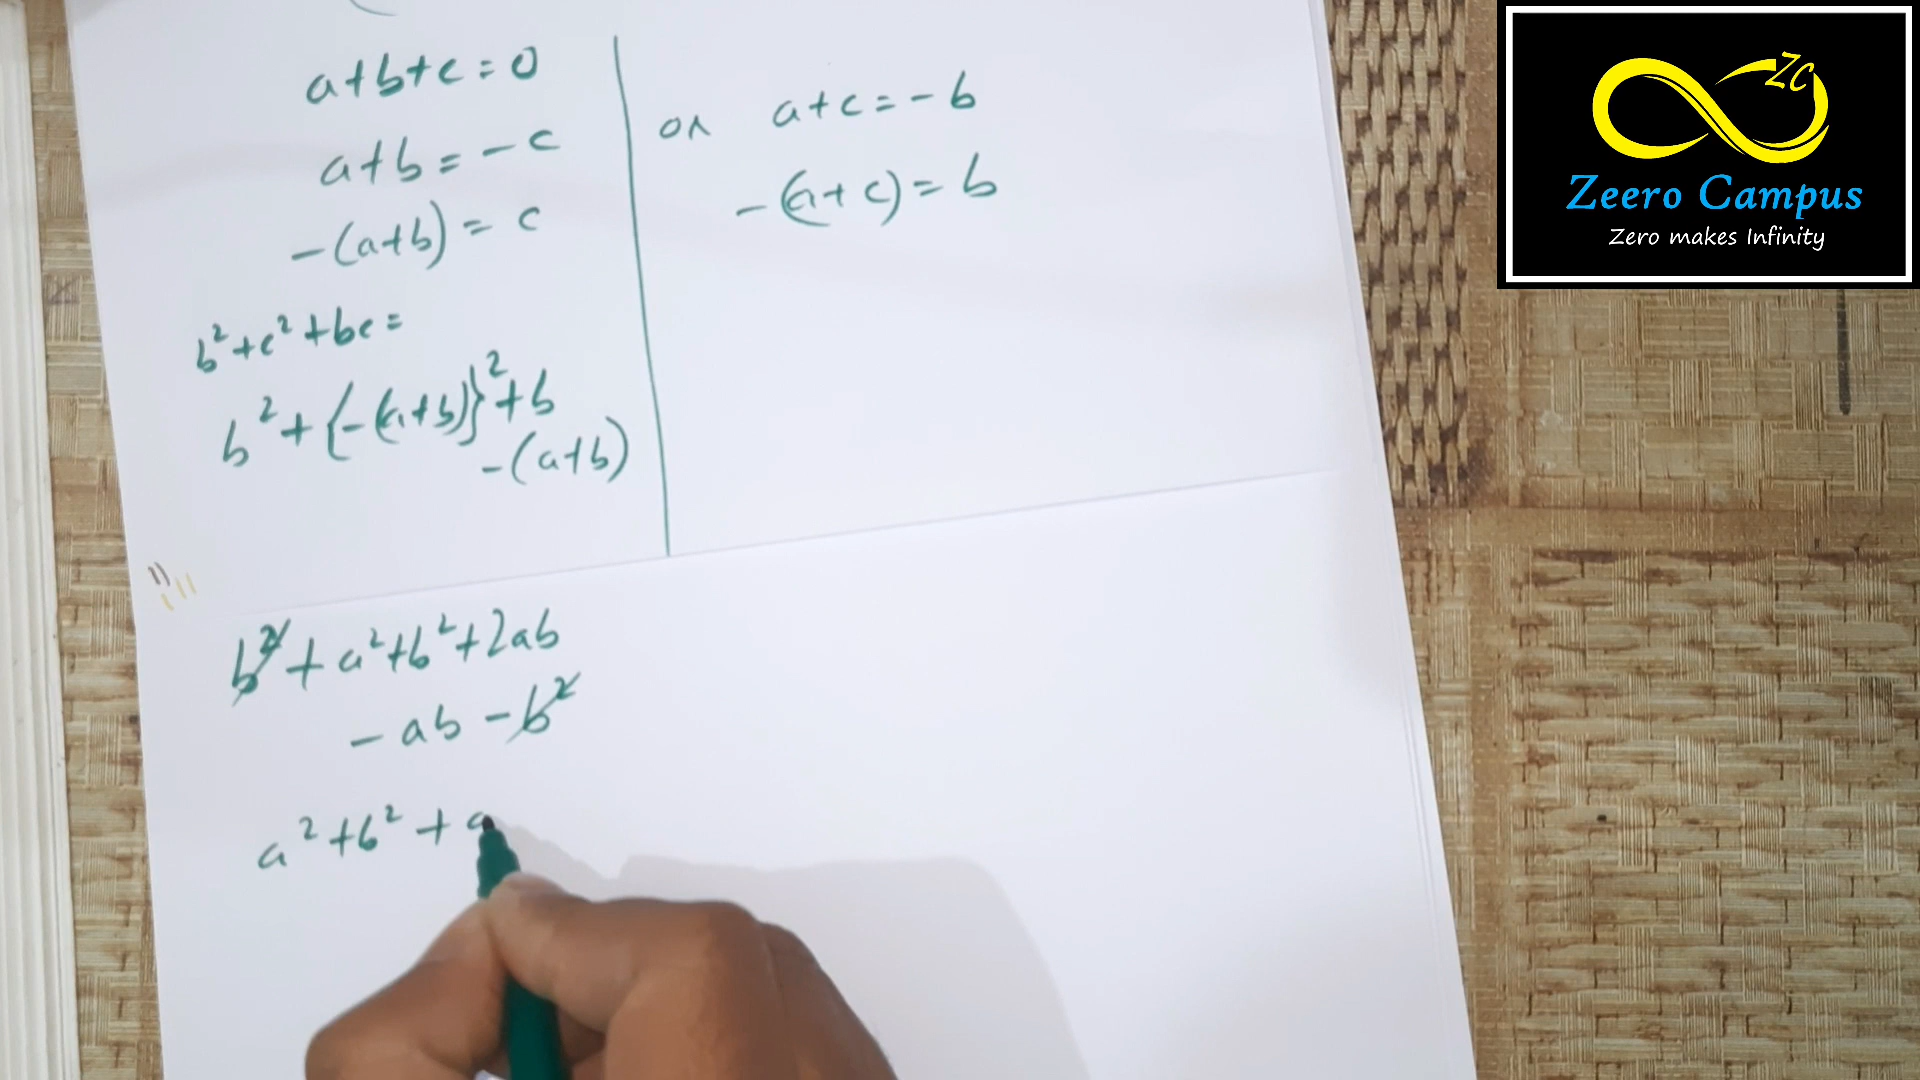 a+b+c=0
a+b=-c
-(a+b)=c
b²+c²+bc=
b²+{-(a+b)}²+b
-(a+b)
or a+c=-b
-(a+c)=b
b²+a²+b²+2ab
-ab-b²
a²+b²+a
Zc
Zeero Campus
Zero makes Infinity